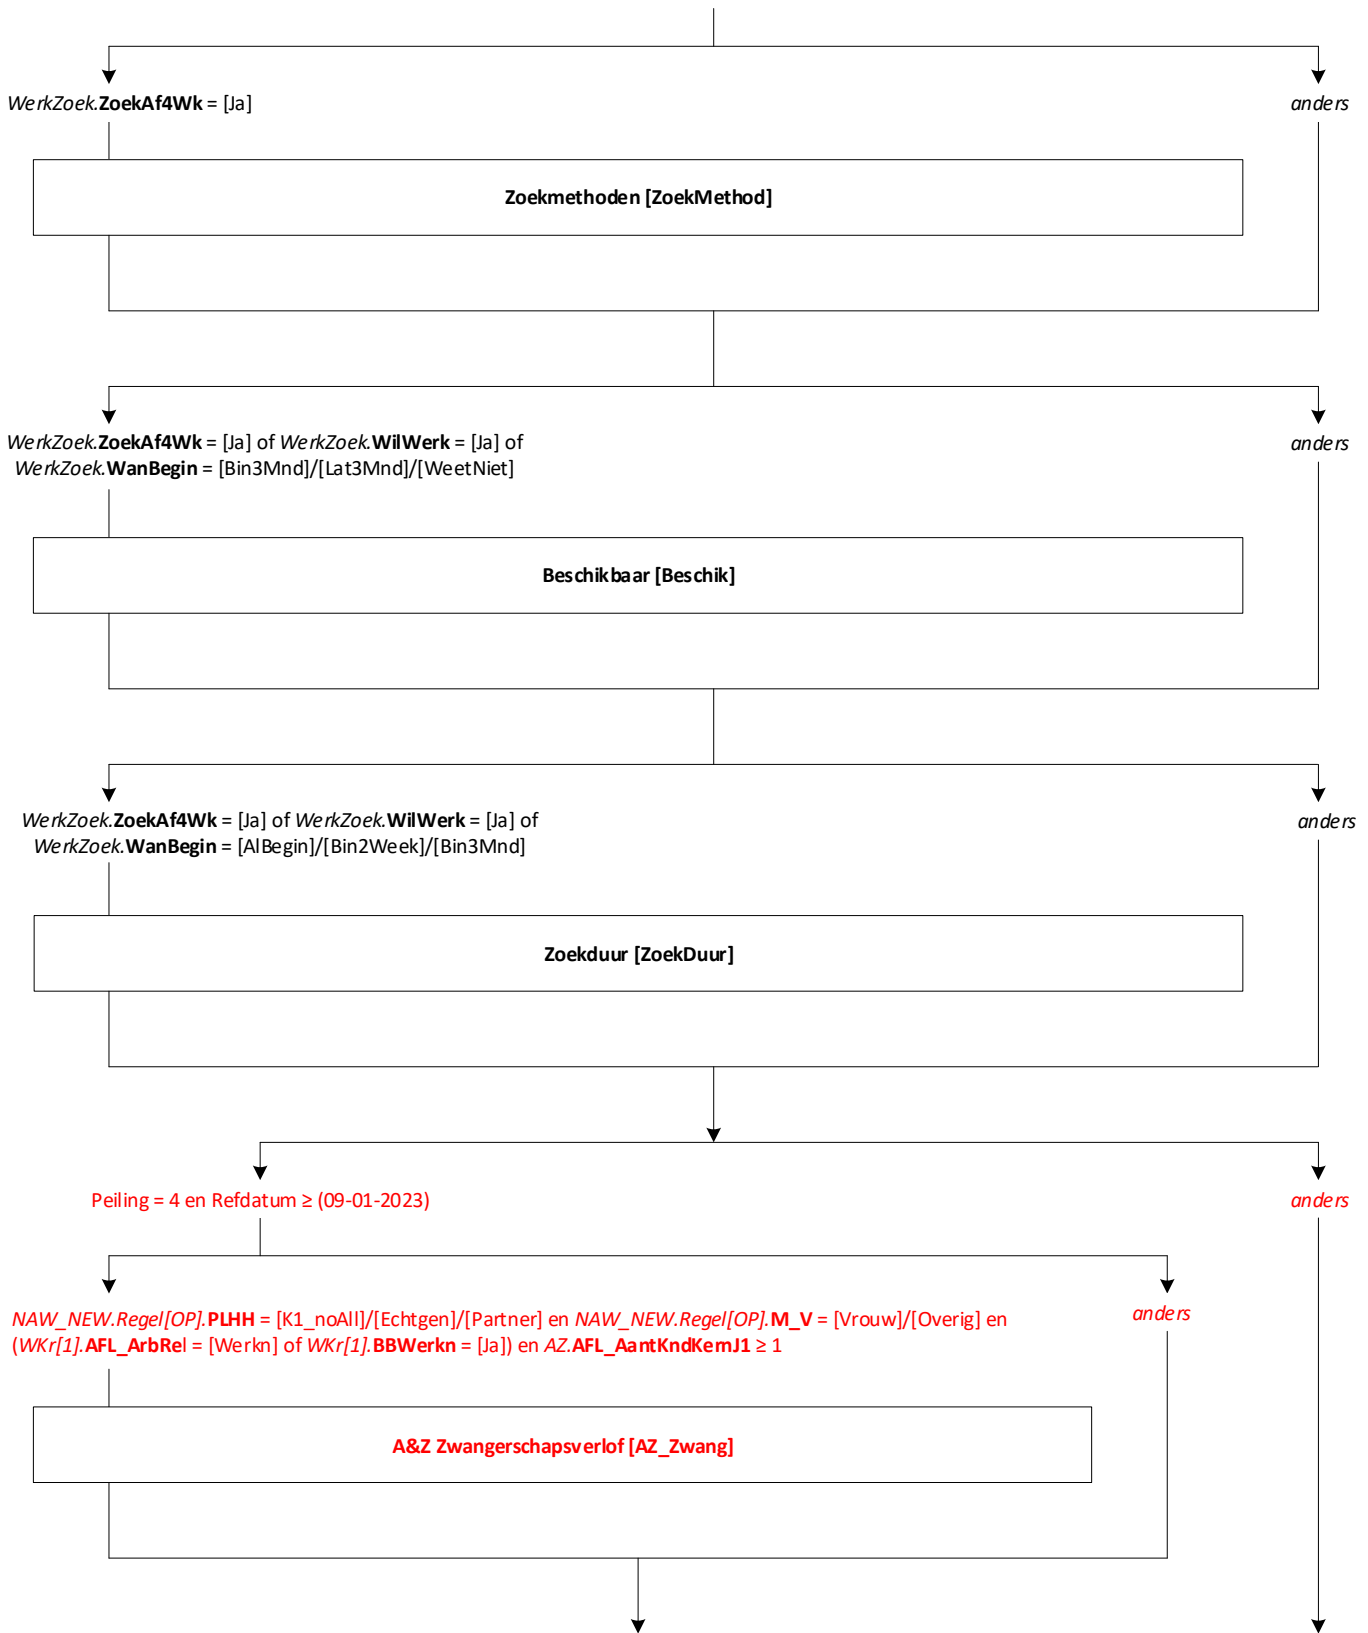 WerkZoek.ZoekAf4Wk = [Ja]
anders
Zoekmethoden [ZoekMethod]
WerkZoek.ZoekAf4Wk = [Ja] of WerkZoek.WilWerk = [Ja] of
WerkZoek.WanBegin = [Bin3Mnd]/[Lat3Mnd]/[WeetNiet]
anders
Beschikbaar [Beschik]
WerkZoek.ZoekAf4Wk = [Ja] of WerkZoek.WilWerk = [Ja] of
WerkZoek.WanBegin = [AlBegin]/[Bin2Week]/[Bin3Mnd]
anders
Zoekduur [ZoekDuur]
Peiling = 4 en Refdatum ≥ (09-01-2023)
anders
NAW_NEW.Regel[OP].PLHH = [K1_noAll]/[Echtgen]/[Partner] en NAW_NEW.Regel[OP].M_V = [Vrouw]/[Overig] en
(WKr[1].AFL_ArbRel = [Werkn] of WKr[1].BBWerkn = [Ja]) en AZ.AFL_AantKndKernJ1 ≥ 1
anders
A&Z Zwangerschapsverlof [AZ_Zwang]